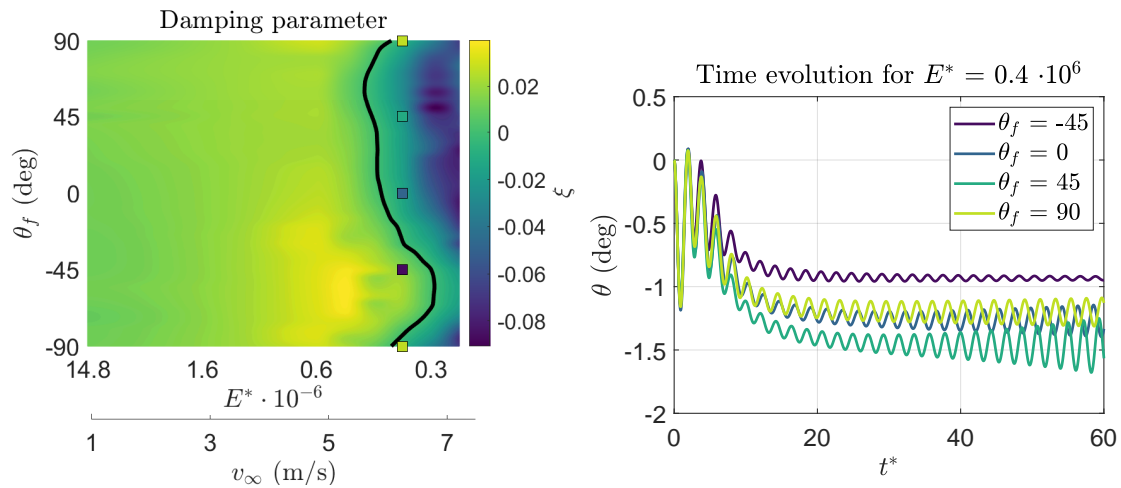 Damping parameter
90
45
0
-45
-90
θ_f (deg)
14.8 1.6 0.6 0.3
E* · 10^-6
1 3 5 7
v_∞ (m/s)
0.02
0
-0.02
-0.04
-0.06
-0.08
ξ
Time evolution for E* = 0.4 ·10^6
0.5
0
-0.5
-1
-1.5
-2
θ (deg)
0 20 40 60
t*
θ_f = -45
θ_f = 0
θ_f = 45
θ_f = 90